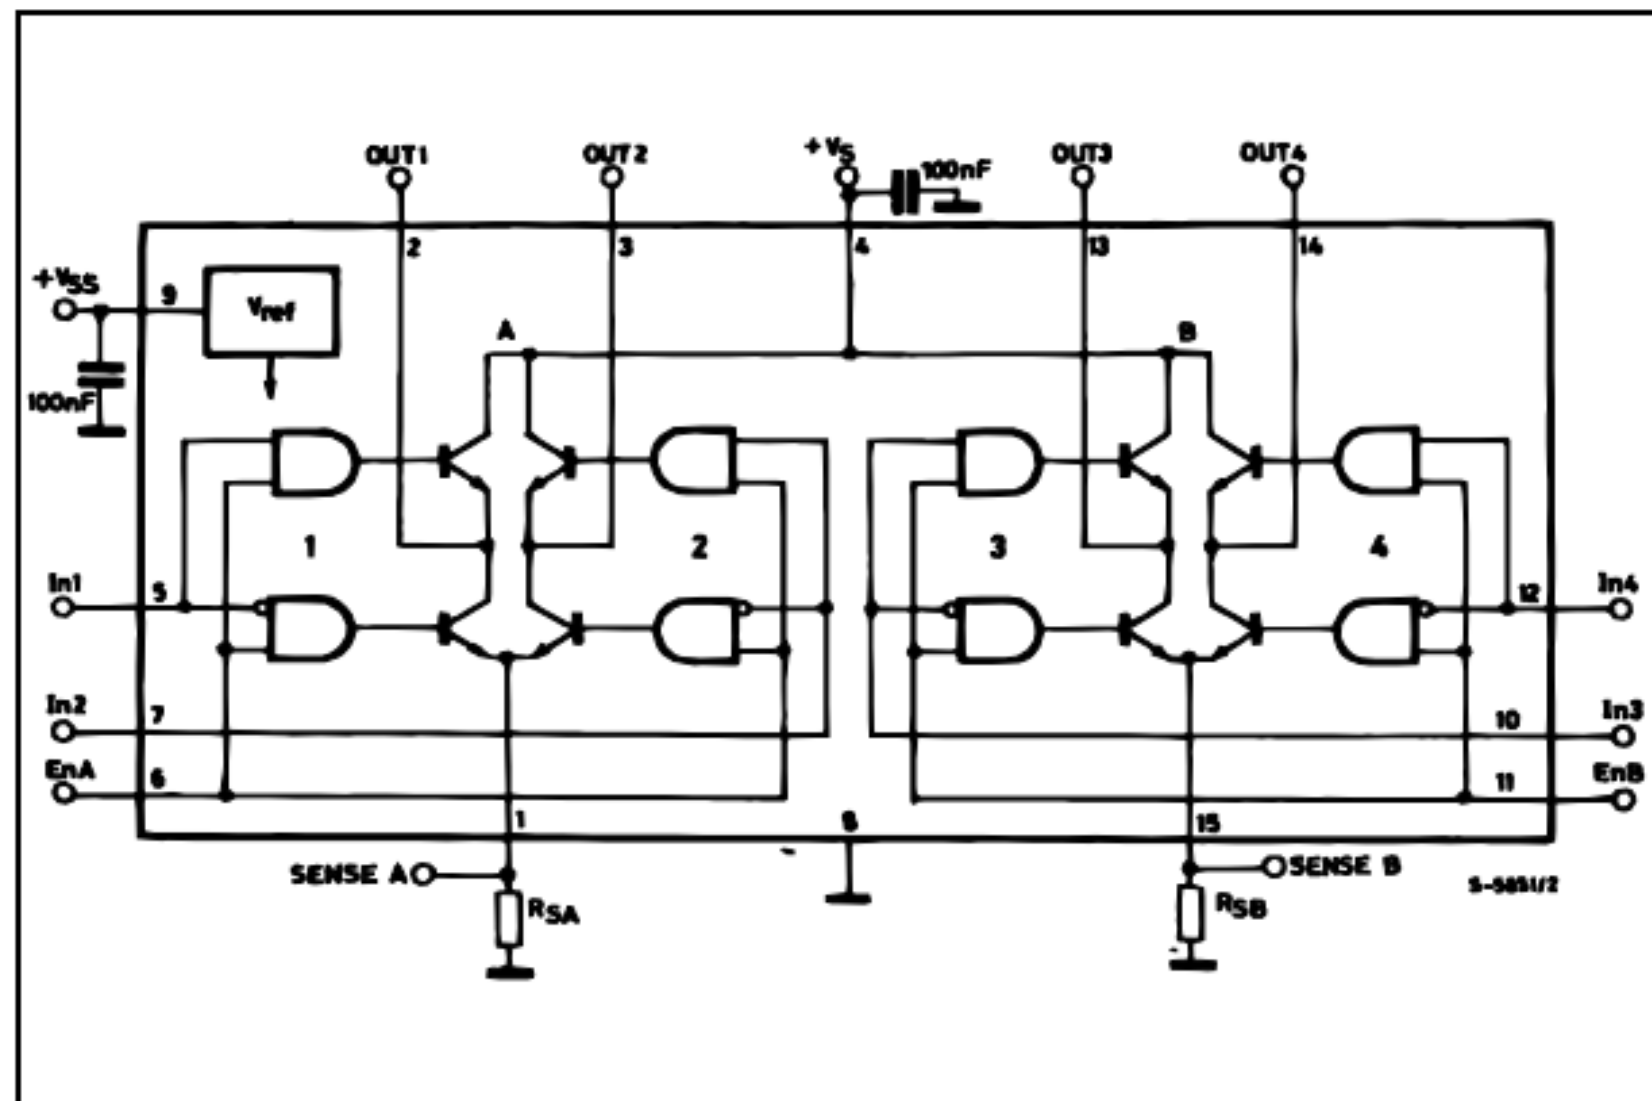 OUT1 OUT2 +VS 100nF OUT3 OUT4
2 3 4 13 14
+VSS 9 Vref
A B
100nF
1 2 3 4
In1 5 12 In4
In2 7 10 In3
EnA 6 11 EnB
1 8 15
SENSE A SENSE B
S-5851/2
RSA RSB